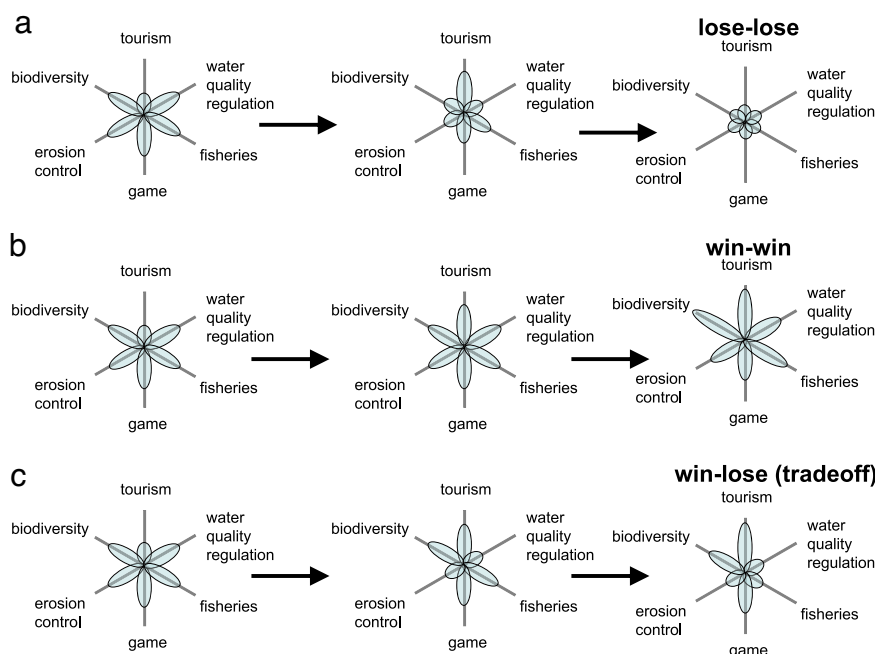 a
lose-lose
tourism
tourism
tourism
biodiversity
water
quality
regulation
biodiversity
water
quality
regulation
biodiversity
water
quality
regulation
erosion
control
fisheries
erosion
control
fisheries
erosion
control
fisheries
game
game
game
b
win-win
tourism
tourism
tourism
biodiversity
water
quality
regulation
biodiversity
water
quality
regulation
biodiversity
water
quality
regulation
erosion
control
fisheries
erosion
control
fisheries
erosion
control
fisheries
game
game
game
c
win-lose (tradeoff)
tourism
tourism
tourism
biodiversity
water
quality
regulation
biodiversity
water
quality
regulation
biodiversity
water
quality
regulation
erosion
control
fisheries
erosion
control
fisheries
erosion
control
fisheries
game
game
game